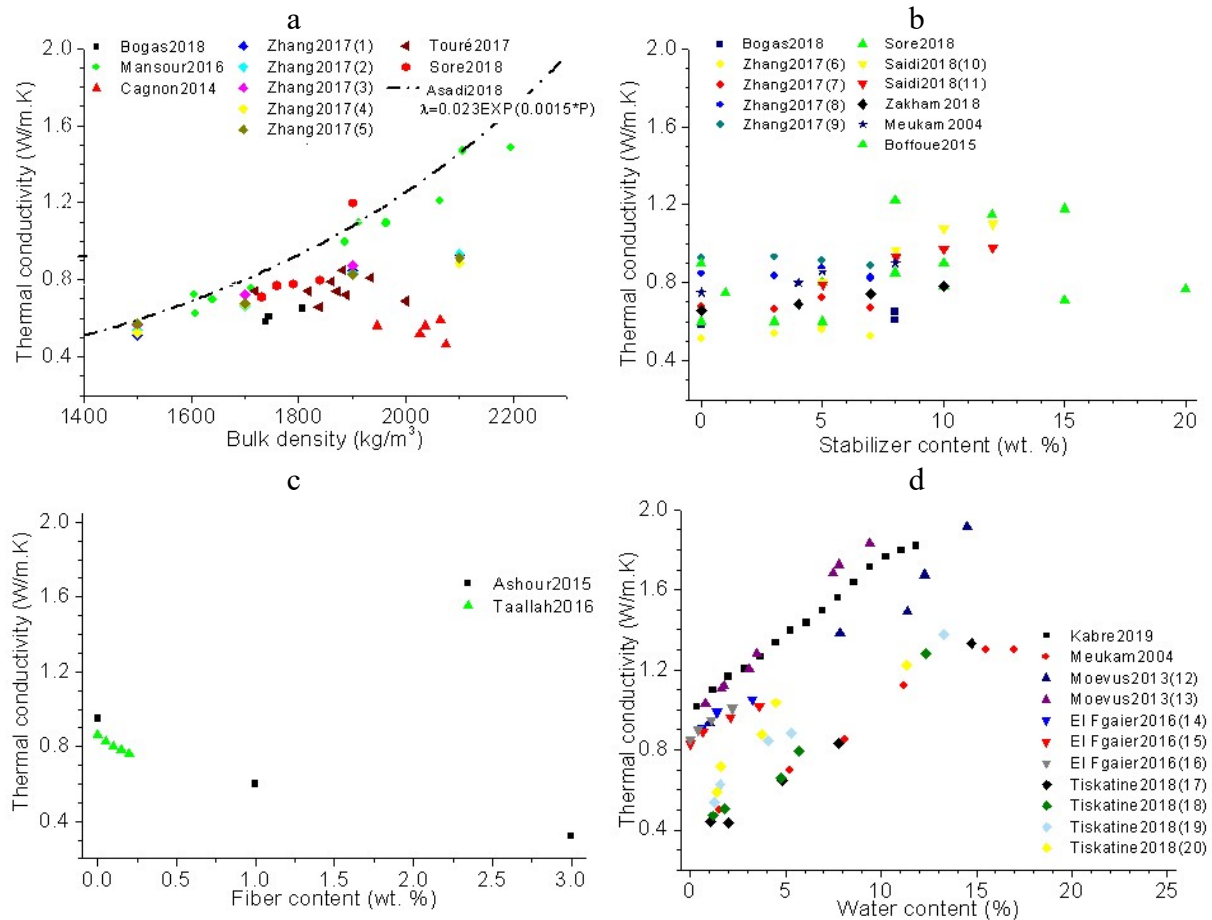 a
Thermal conductivity (W/m.K)
2.0
1.6
1.2
0.8
0.4
Bogas2018
Mansour2016
Cagnon2014
Zhang2017(1)
Zhang2017(2)
Zhang2017(3)
Zhang2017(4)
Zhang2017(5)
Touré2017
Sore2018
Asadi2018
λ=0.023EXP(0.0015*P)
1400 1600 1800 2000 2200
Bulk density (kg/m³)
b
Thermal conductivity (W/m.K)
2.0
1.6
1.2
0.8
0.4
Bogas2018
Zhang2017(6)
Zhang2017(7)
Zhang2017(8)
Zhang2017(9)
Sore2018
Saidi2018(10)
Saidi2018(11)
Zakham 2018
Meukam 2004
Boffoue2015
0 5 10 15 20
Stabilizer content (wt. %)
c
Thermal conductivity (W/m.K)
2.0
1.6
1.2
0.8
0.4
Ashour2015
Taallah2016
0.0 0.5 1.0 1.5 2.0 2.5 3.0
Fiber content (wt. %)
d
Thermal conductivity (W/m.K)
2.0
1.6
1.2
0.8
0.4
Kabre2019
Meukam2004
Moevus2013(12)
Moevus2013(13)
El Fgaier2016(14)
El Fgaier2016(15)
El Fgaier2016(16)
Tiskatine2018(17)
Tiskatine2018(18)
Tiskatine2018(19)
Tiskatine2018(20)
0 5 10 15 20 25
Water content (%)